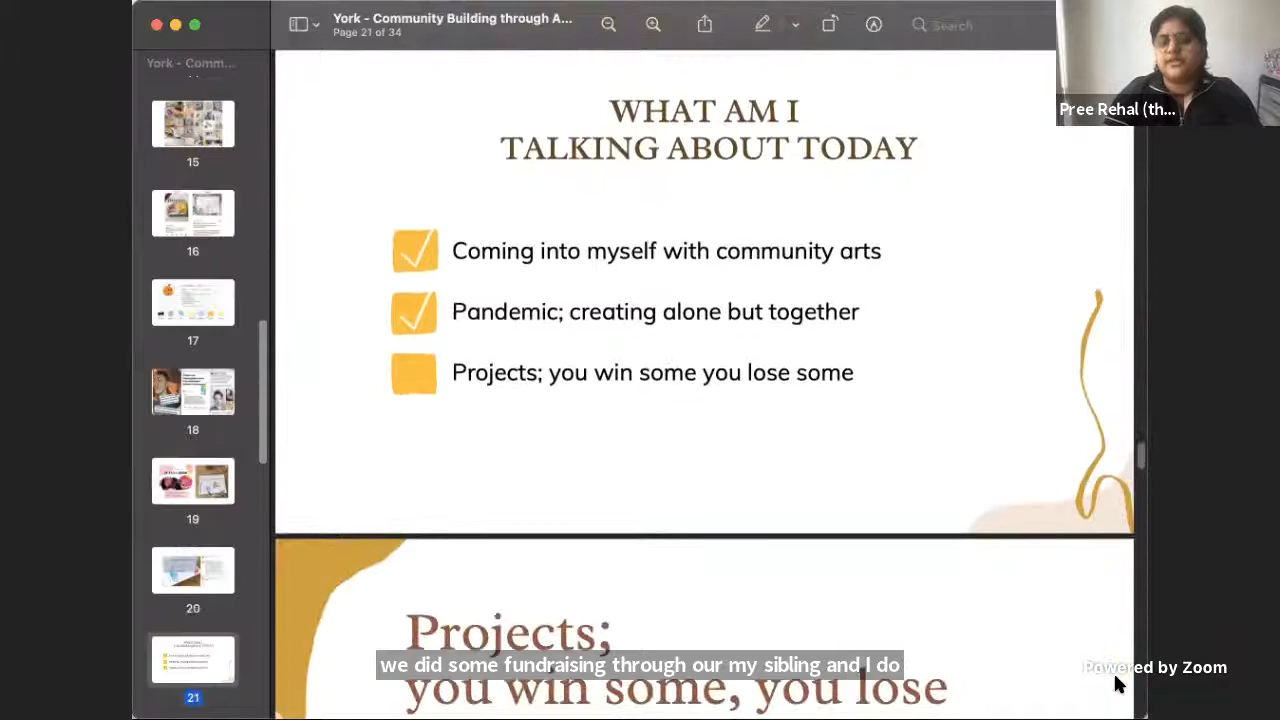 York - Community Building through A...
Page 21 of 34
Search
York - Comm...
15
16
17
18
19
20
21
WHAT AM I
TALKING ABOUT TODAY
Coming into myself with community arts
Pandemic; creating alone but together
Projects; you win some you lose some
Projects;
you win some, you lose
we did some fundraising through our my sibling and I do
Pree Rehal (th...
Powered by Zoom